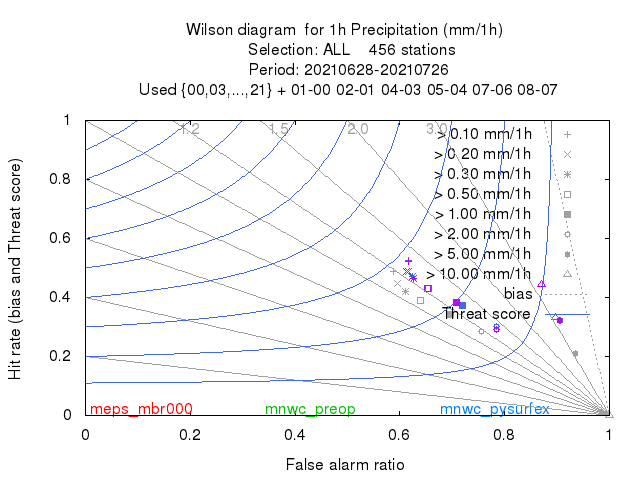 Wilson diagram  for 1h Precipitation (mm/1h)
Selection: ALL    456 stations
Period: 20210628-20210726
Used {00,03,...,21} + 01-00 02-01 04-03 05-04 07-06 08-07
1.2 1.5 2.0 3.0
> 0.10 mm/1h
> 0.20 mm/1h
> 0.30 mm/1h
> 0.50 mm/1h
> 1.00 mm/1h
> 2.00 mm/1h
> 5.00 mm/1h
> 10.00 mm/1h
bias
Threat score
Hit rate (bias and Threat score)
1
0.8
0.6
0.4
0.2
0
meps_mbr000 mnwc_preop mnwc_pysurfex
0 0.2 0.4 0.6 0.8 1
False alarm ratio